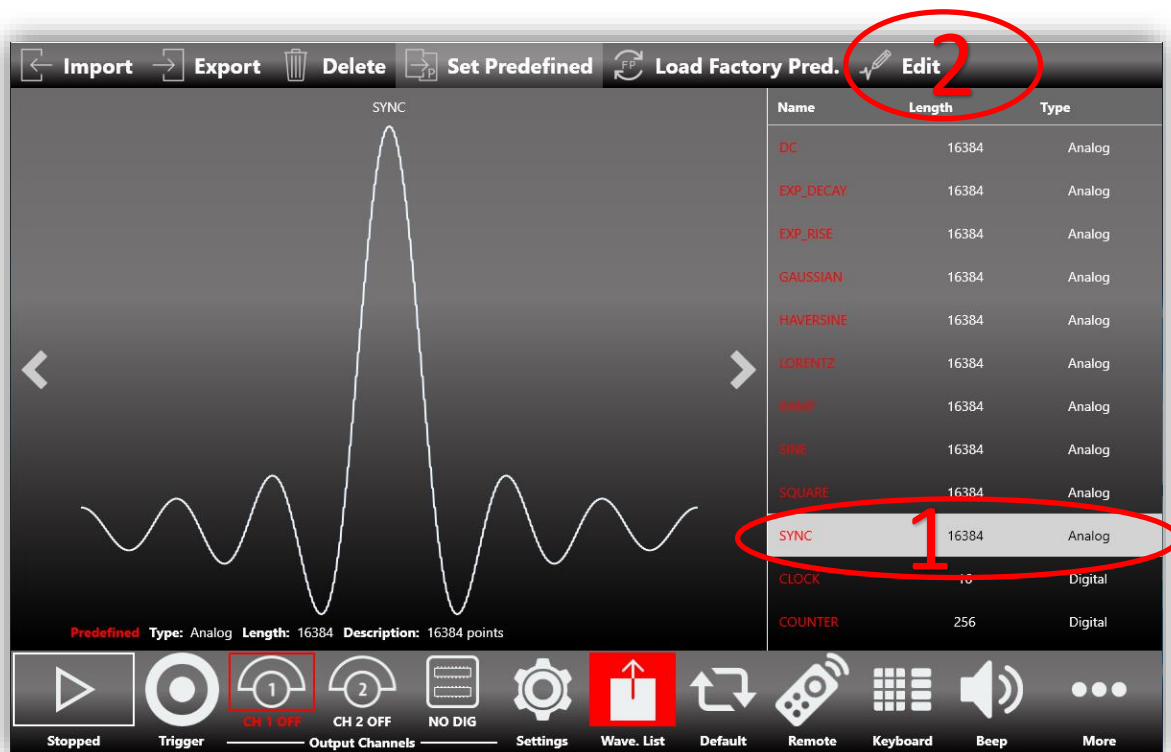 Import Export Delete Set Predefined Load Factory Pred. Edit
2
SYNC
Name Length Type
DC 16384 Analog
EXP_DECAY 16384 Analog
EXP_RISE 16384 Analog
GAUSSIAN 16384 Analog
HAVERSINE 16384 Analog
LORENTZ 16384 Analog
RAMP 16384 Analog
SINE 16384 Analog
SQUARE 16384 Analog
SYNC 16384 Analog
1
CLOCK 16 Digital
COUNTER 256 Digital
Predefined Type: Analog Length: 16384 Description: 16384 points
1 2
CH 1 OFF CH 2 OFF NO DIG
Stopped Trigger Output Channels Settings Wave. List Default Remote Keyboard Beep More